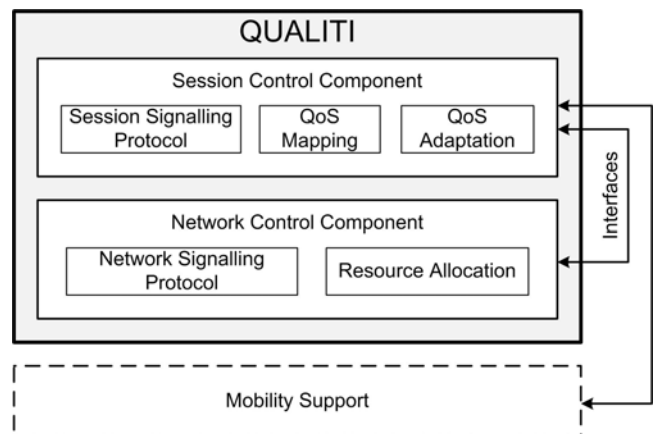 QUALITI
Session Control Component
Session Signalling
Protocol
QoS
Mapping
QoS
Adaptation
Interfaces
Network Control Component
Network Signalling
Protocol
Resource Allocation
Mobility Support